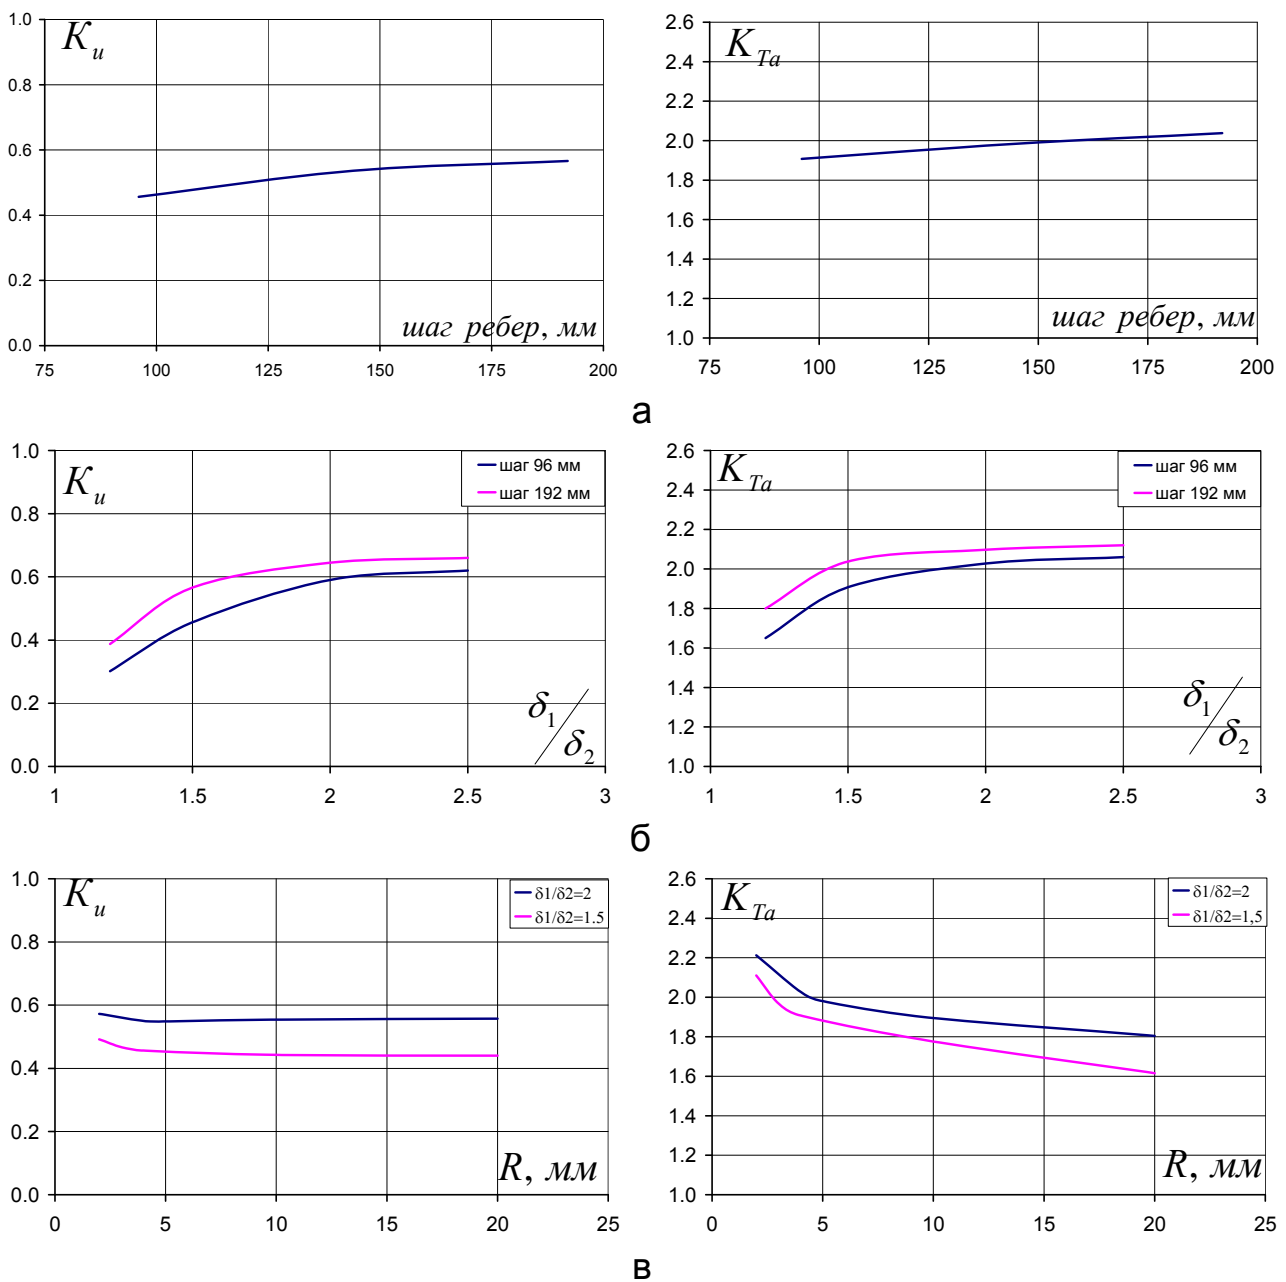 K и
1.0
0.8
0.6
0.4
0.2
0.0
75 100 125 150 175 200
шаг ребер, мм
K Ta
2.6
2.4
2.2
2.0
1.8
1.6
1.4
1.2
1.0
75 100 125 150 175 200
шаг ребер, мм
а
K и
шаг 96 мм
шаг 192 мм
1.0
0.8
0.6
0.4
0.2
0.0
1 1.5 2 2.5 3
δ1/δ2
K Ta
шаг 96 мм
шаг 192 мм
2.6
2.4
2.2
2.0
1.8
1.6
1.4
1.2
1.0
1 1.5 2 2.5 3
δ1/δ2
б
K и
δ1/δ2=2
δ1/δ2=1.5
1.0
0.8
0.6
0.4
0.2
0.0
0 5 10 15 20 25
R, мм
K Ta
δ1/δ2=2
δ1/δ2=1,5
2.6
2.4
2.2
2.0
1.8
1.6
1.4
1.2
1.0
0 5 10 15 20 25
R, мм
в